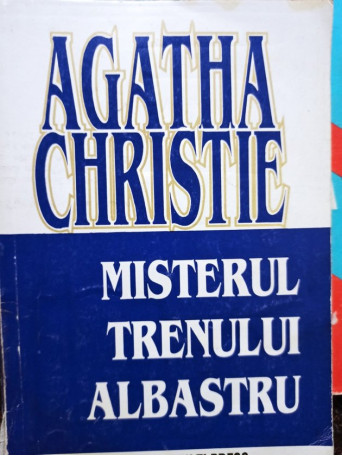 AGATHA
CHRISTIE
MISTERUL
TRENULUI
ALBASTRU